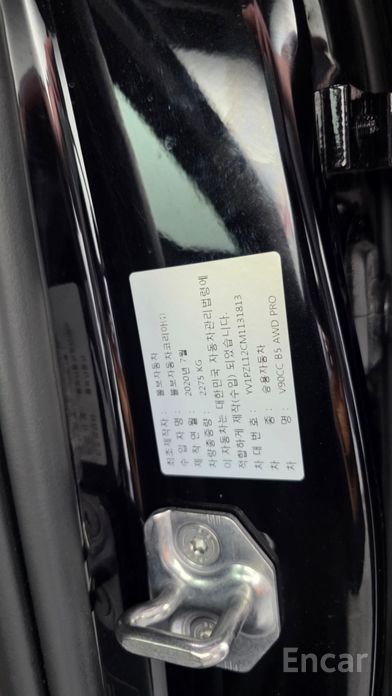 최초제작자 : 볼보자동차
수 입 자 명 : 볼보자동차코리아㈜
제 작 연 월 : 2020년 7월
차량총중량 : 2275 KG
이 자동차는 대한민국 자동차관리법령에
적합하게 제작(수입) 되었습니다.
차 대 번 호 : YV1PZL12CM1131813
차 종 : 승용자동차
차 명 : V90CC B5 AWD PRO
Encar